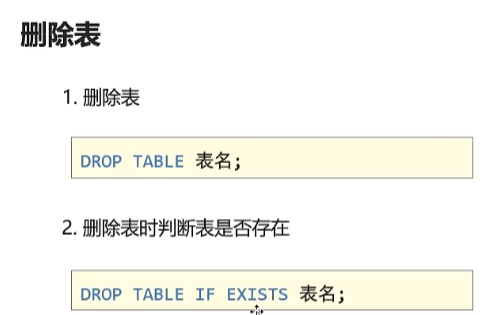 删除表
1. 删除表
DROP TABLE 表名;
2. 删除表时判断表是否存在
DROP TABLE IF EXISTS 表名;